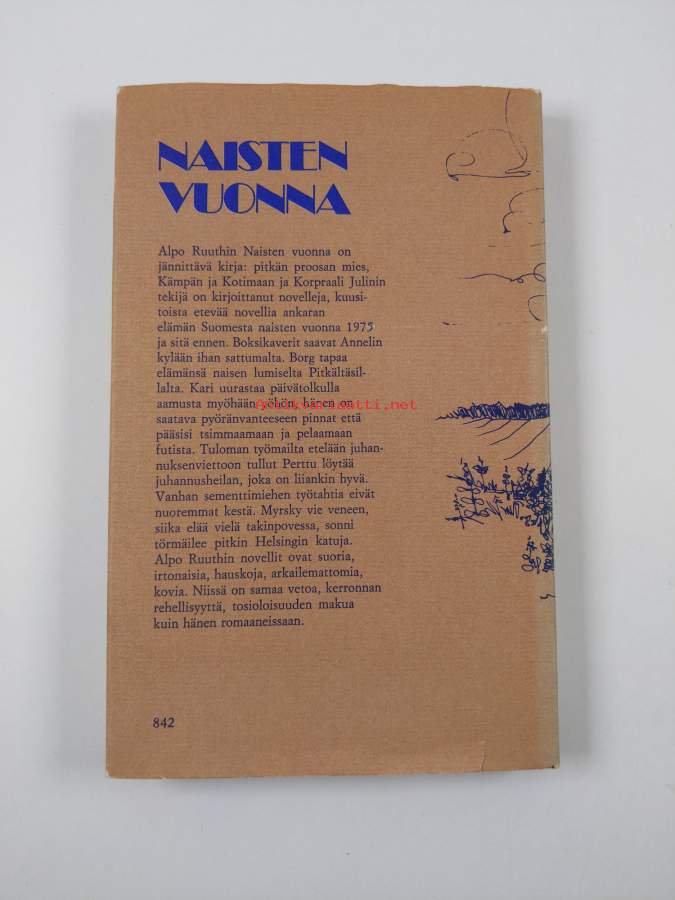 NAISTEN
VUONNA
Alpo Ruuthin Naisten vuonna on
jännittävä kirja: pitkän proosan mies,
Kämpän ja Kotimaan ja Korpraali Julinin
tekijä on kirjoittanut novelleja, kuusi-
toista etevää novellia ankaran
elämän Suomesta naisten vuonna 1975
ja sitä ennen. Boksikaverit saavat Annelin
kylään ihan sattumalta. Borg tapaa
elämänsä naisen lumiselta Pitkältäsil-
lalta. Kari uurastaa päivätolkulla
aamusta myöhään yöhön, hänen on
antikvariaatti.net
saatava pyöränvanteeseen pinnat että
pääsisi tsimmaamaan ja pelaamaan
futista. Tuloman työmailta etelään juhan-
nuksenviettoon tullut Perttu löytää
juhannusheilan, joka on liiankin hyvä.
Vanhan sementtimiehen työtahtia eivät
nuoremmat kestä. Myrsky vie veneen,
siika elää vielä takinpovessa, sonni
törmäilee pitkin Helsingin katuja.
Alpo Ruuthin novellit ovat suoria,
irtonaisia, hauskoja, arkailemattomia,
kovia. Niissä on samaa vetoa, kerronnan
rehellisyyttä, tosioloisuuden makua
kuin hänen romaaneissaan.
842